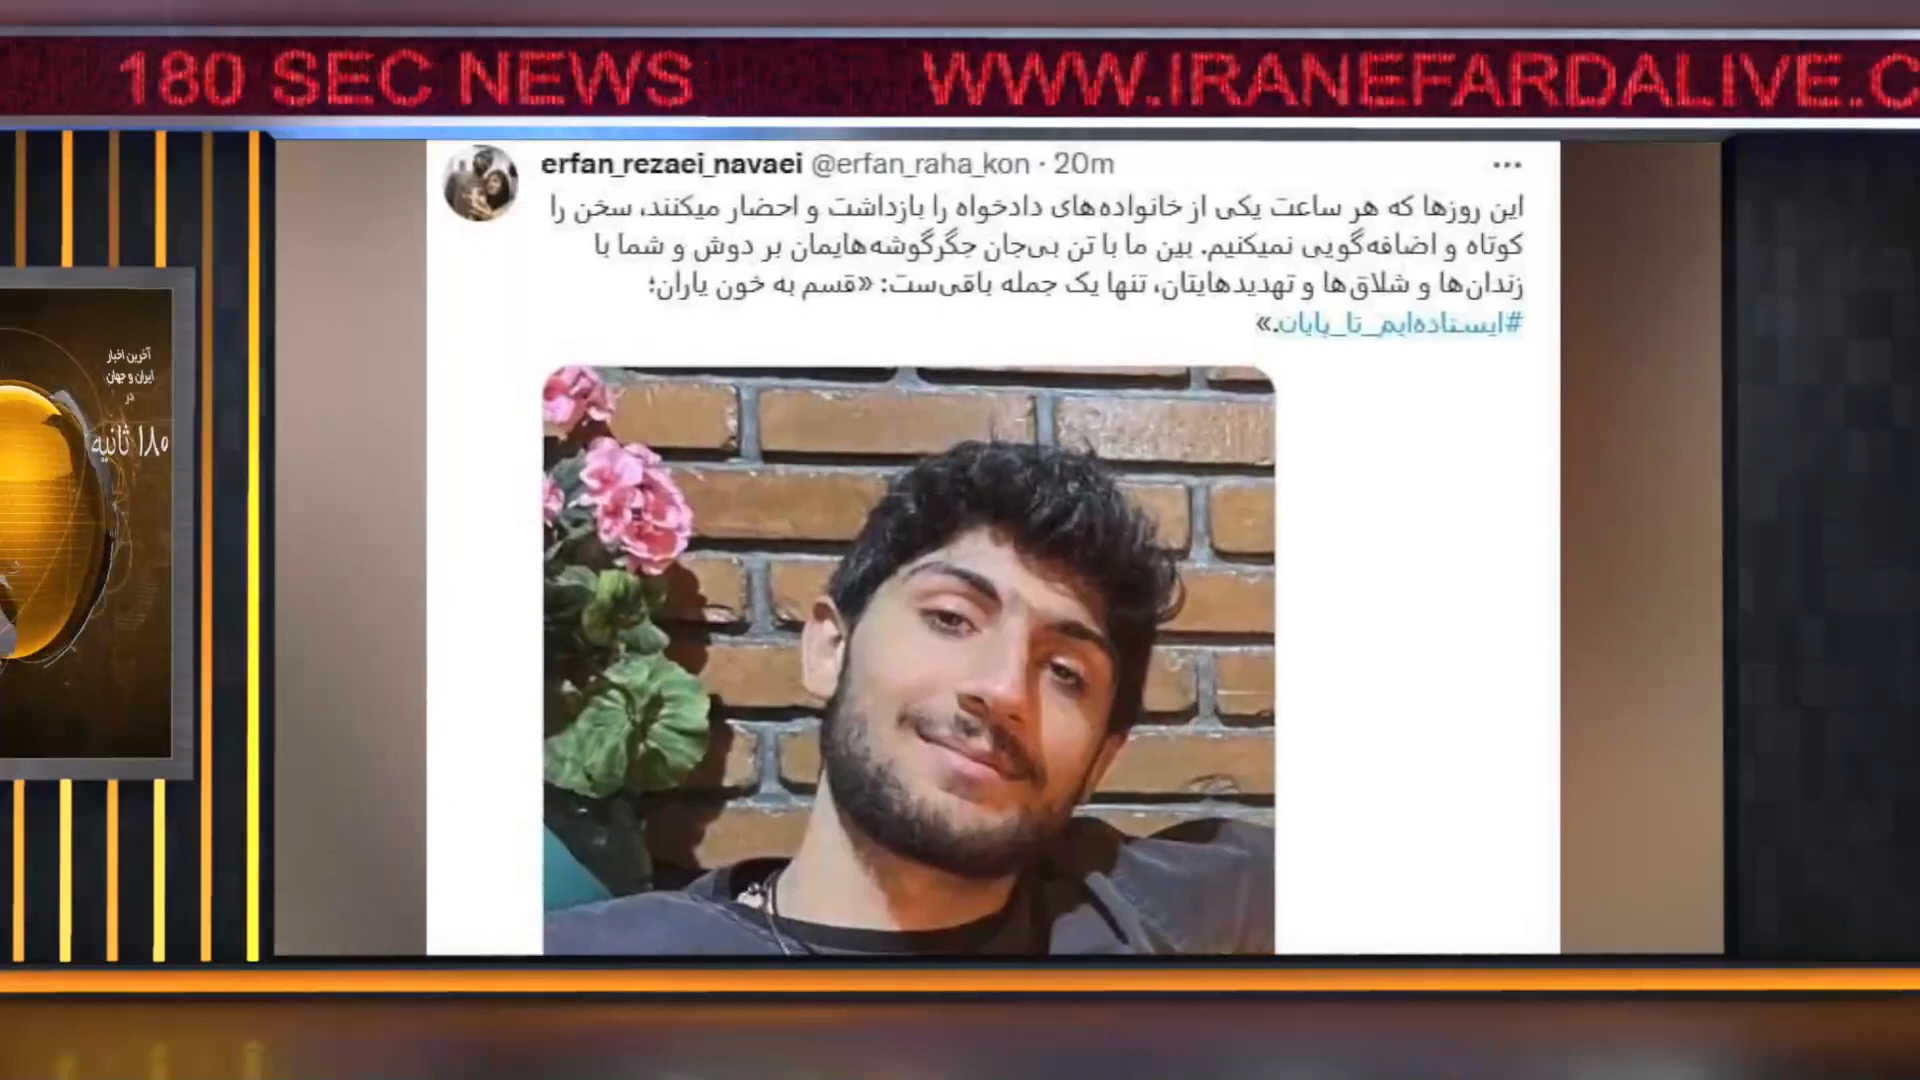 180 SEC NEWS WWW.IRANEFARDALIVE.C
erfan_rezaei_navaei @erfan_raha_kon · 20m
این روزها که هر ساعت یکی از خانواده‌های دادخواه را بازداشت و احضار میکنند، سخن را
کوتاه و اضافه‌گویی نمیکنیم. بین ما با تن بی‌جان جگرگوشه‌هایمان بر دوش و شما با
زندان‌ها و شلاق‌ها و تهدیدهایتان، تنها یک جمله باقی‌ست: «قسم به خون یاران؛
#ایستاده‌ایم_تا_پایان.»
آخرین اخبار
ایران و جهان
در
۱۸۰ ثانیه